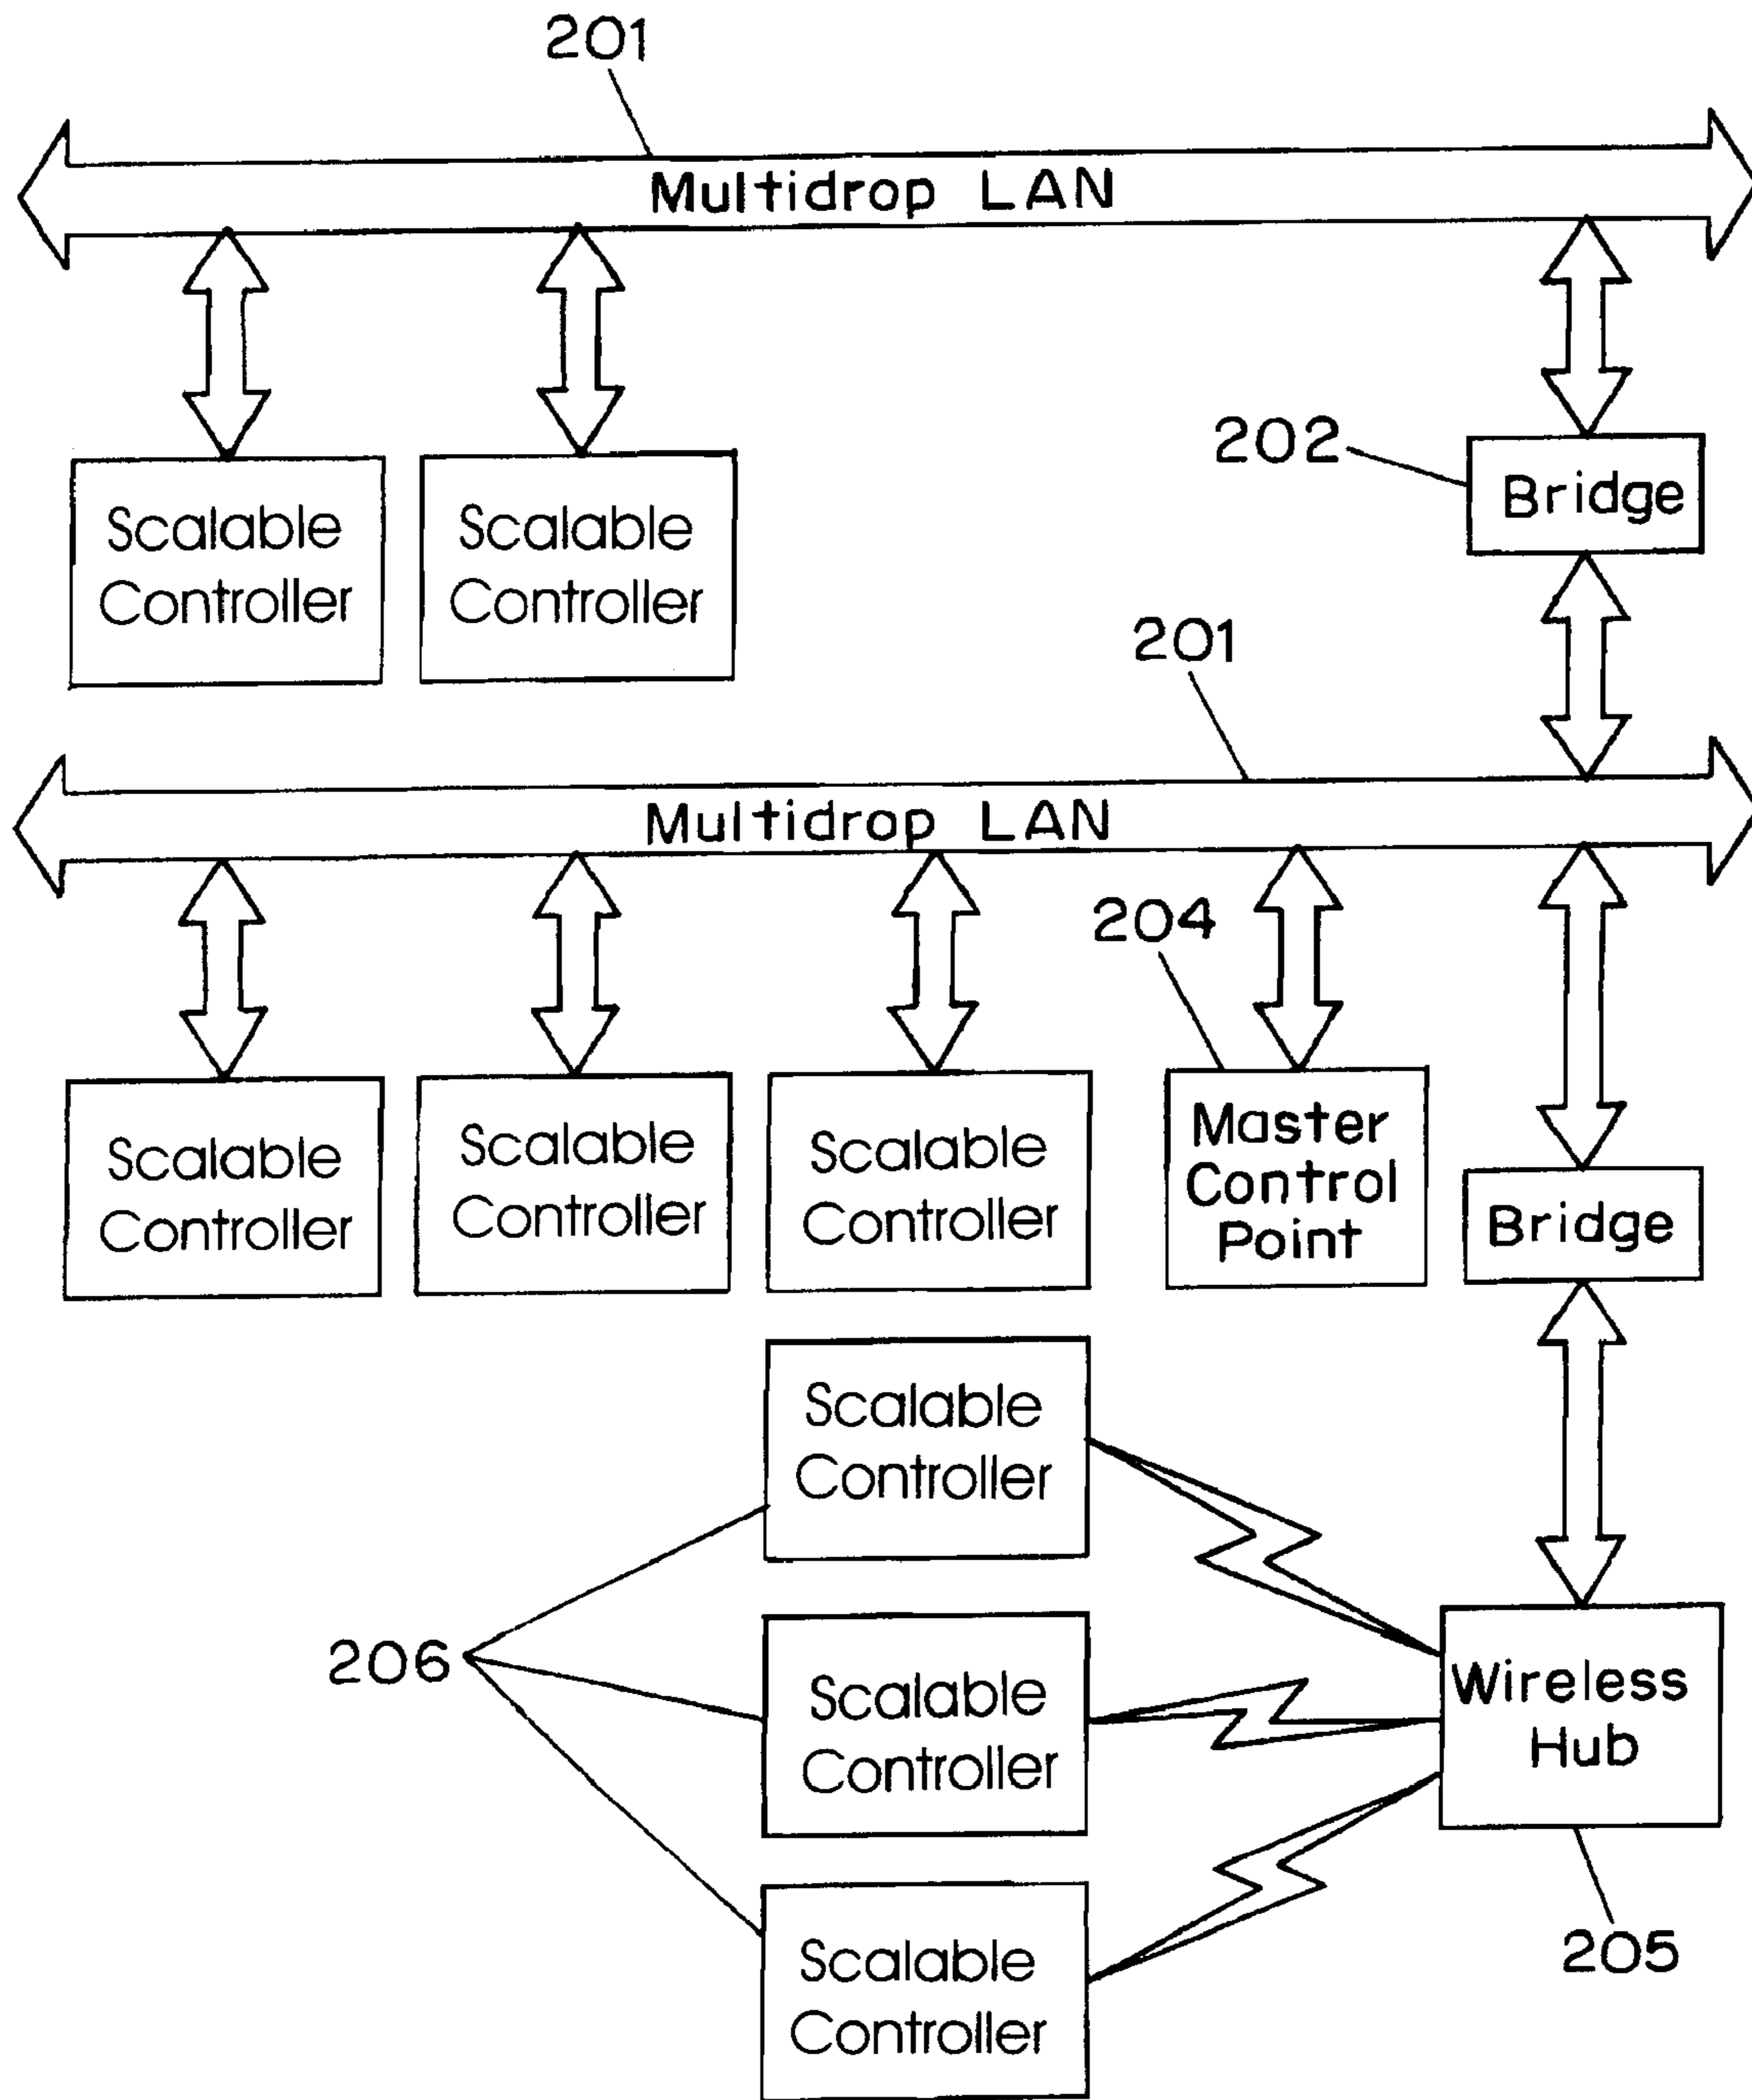 201
Multidrop LAN
Scalable
Controller
Scalable
Controller
202
Bridge
201
Multidrop LAN
204
Scalable
Controller
Scalable
Controller
Scalable
Controller
Master
Control
Point
Bridge
Scalable
Controller
206
Scalable
Controller
Wireless
Hub
Scalable
Controller
205